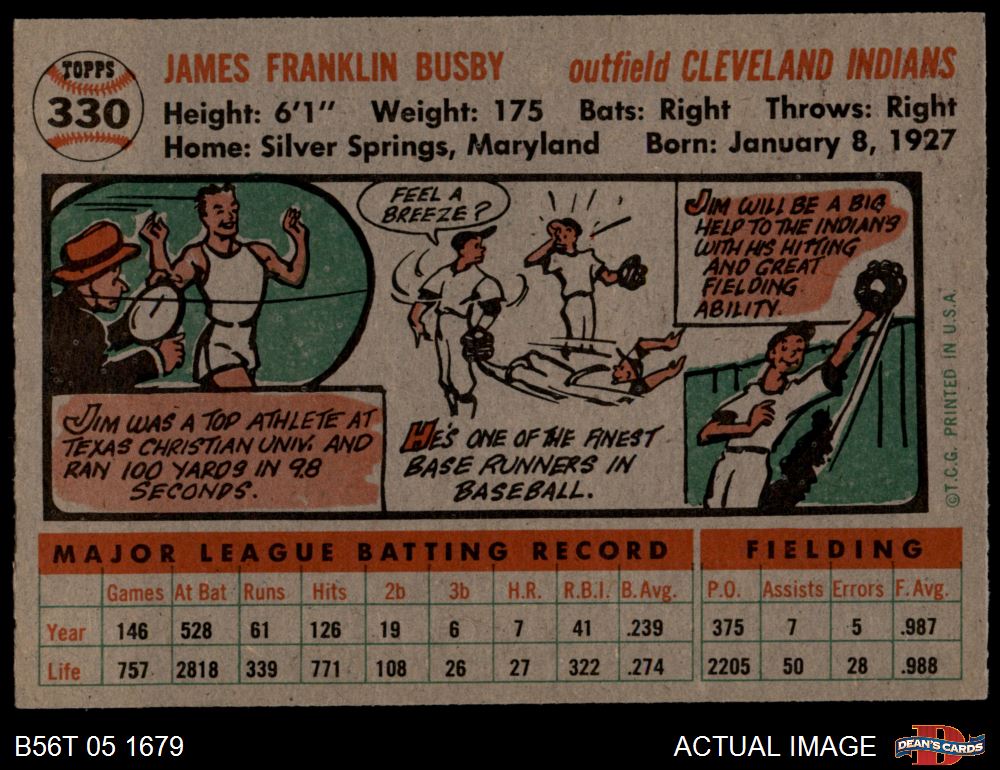 TOPPS
330
JAMES FRANKLIN BUSBY outfield CLEVELAND INDIANS
Height: 6'1" Weight: 175 Bats: Right Throws: Right
Home: Silver Springs, Maryland Born: January 8, 1927
JIM WAS A TOP ATHLETE AT
TEXAS CHRISTIAN UNIV. AND
RAN 100 YARDS IN 9.8
SECONDS.
FEEL A
BREEZE?
HE'S ONE OF THE FINEST
BASE RUNNERS IN
BASEBALL.
JIM WILL BE A BIG
HELP TO THE INDIANS
WITH HIS HITTING
AND GREAT
FIELDING
ABILITY.
©T.C.G. PRINTED IN U.S.A.
MAJOR LEAGUE BATTING RECORD FIELDING
Games At Bat Runs Hits 2b 3b H.R. R.B.I. B.Avg. P.O. Assists Errors F.Avg.
Year 146 528 61 126 19 6 7 41 .239 375 7 5 .987
Life 757 2818 339 771 108 26 27 322 .274 2205 50 28 .988
B56T 05 1679 ACTUAL IMAGE DEAN'S CARDS